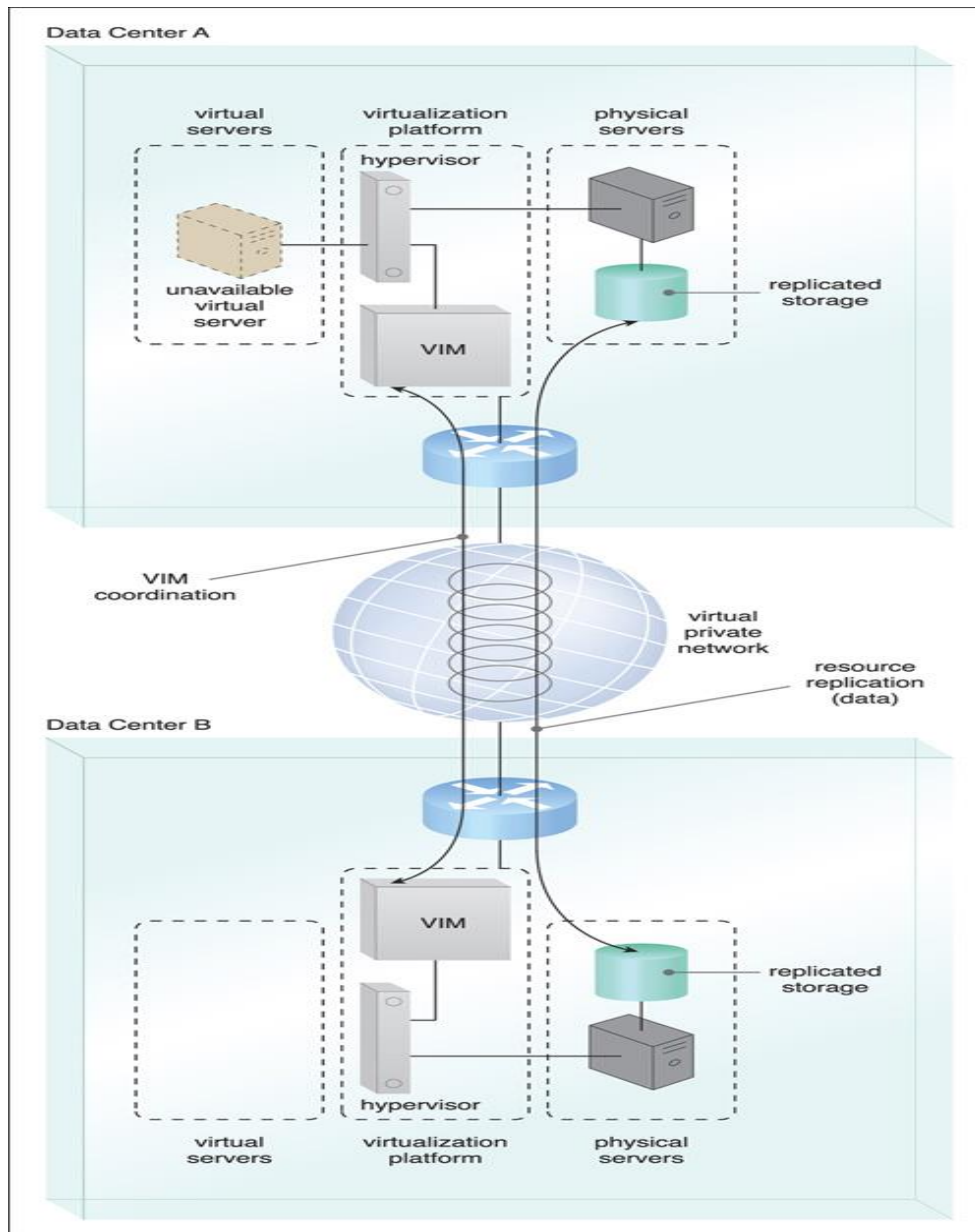 Data Center A
virtual
servers
virtualization
platform
physical
servers
hypervisor
unavailable
virtual
server
replicated
storage
VIM
VIM
coordination
virtual
private
network
resource
replication
(data)
Data Center B
VIM
replicated
storage
hypervisor
virtual
servers
virtualization
platform
physical
servers